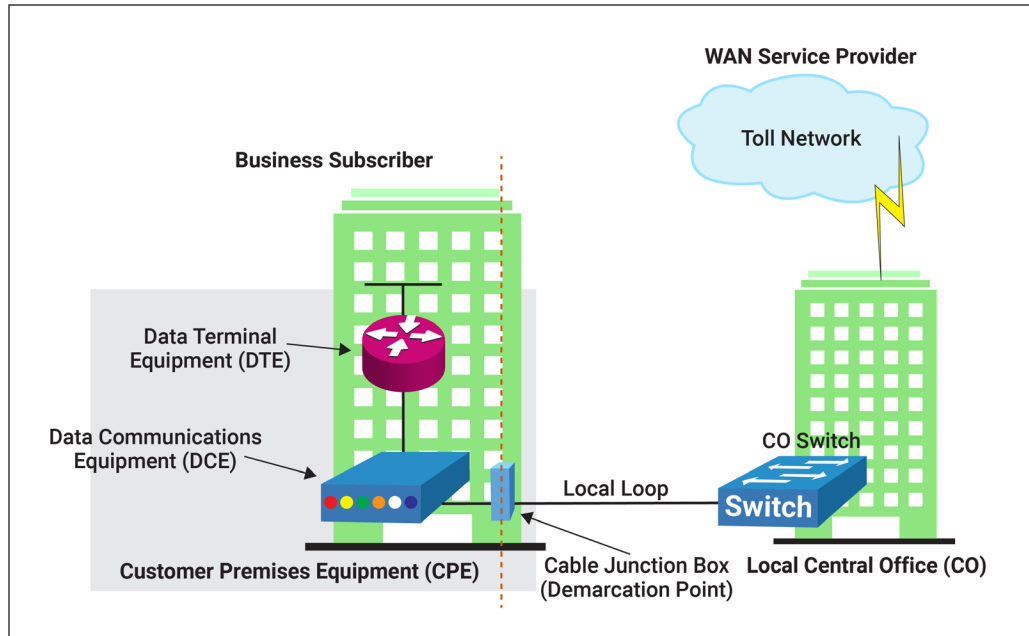 WAN Service Provider
Toll Network
Business Subscriber
Data Terminal
Equipment (DTE)
Data Communications
Equipment (DCE)
CO Switch
Local Loop
Switch
Customer Premises Equipment (CPE)
Cable Junction Box
(Demarcation Point)
Local Central Office (CO)